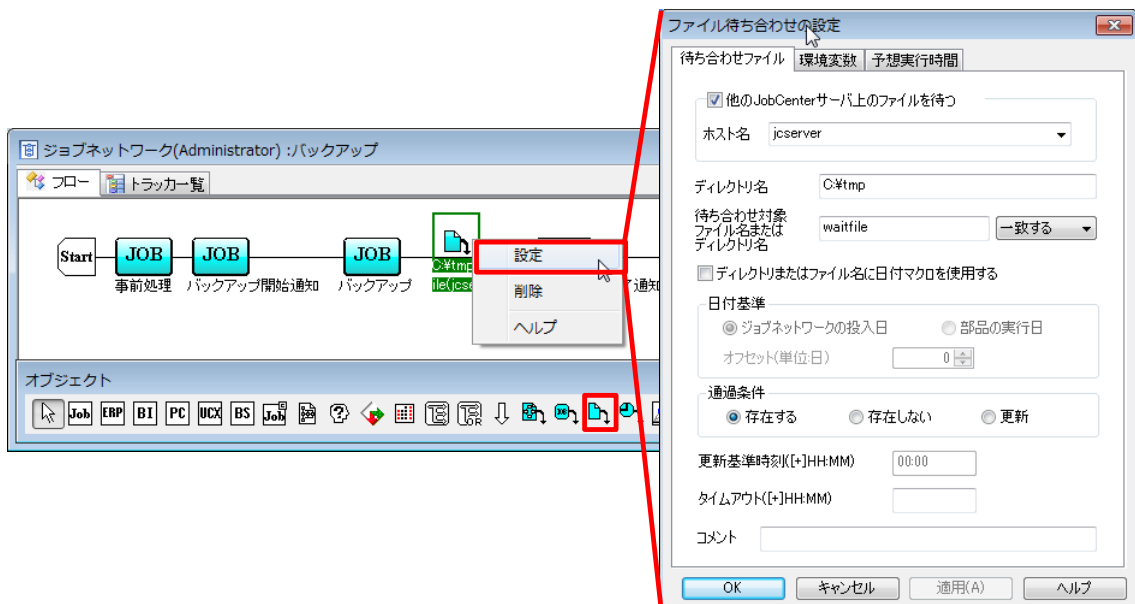 ジョブネットワーク(Administrator) :バックアップ
フロー
トラッカ一覧
Start
JOB
JOB
JOB
事前処理
バックアップ開始通知
バックアップ
C:¥tmp
ile(jcse
了通知
設定
削除
ヘルプ
オブジェクト
Job
ERP
BI
PC
UCX
BS
Job
OR
ファイル待ち合わせの設定
待ち合わせファイル
環境変数
予想実行時間
他のJobCenterサーバ上のファイルを待つ
ホスト名
jcserver
ディレクトリ名
C:¥tmp
待ち合わせ対象
ファイル名または
ディレクトリ名
waitfile
一致する
ディレクトリまたはファイル名に日付マクロを使用する
日付基準
ジョブネットワークの投入日
部品の実行日
オフセット(単位:日)
0
通過条件
存在する
存在しない
更新
更新基準時刻([+]HH:MM)
00:00
タイムアウト([+]HH:MM)
コメント
OK
キャンセル
適用(A)
ヘルプ